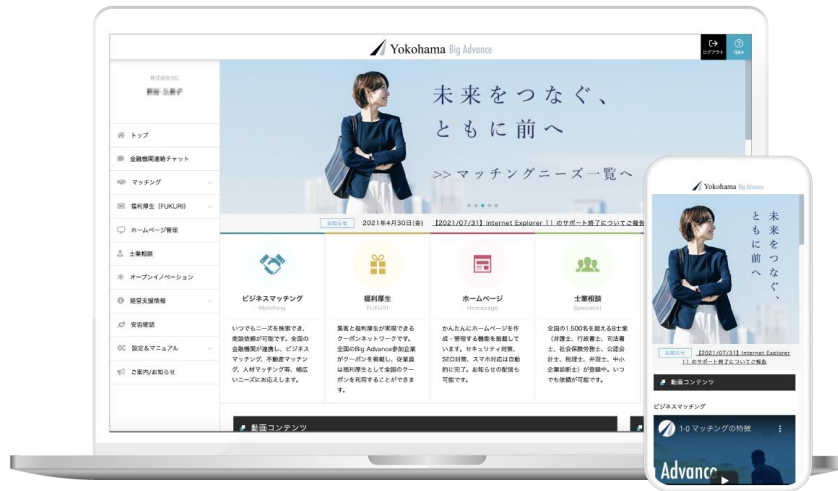 Yokohama Big Advance
ログアウト
Q&A
トップ
金融機関連絡チャット
マッチング
福利厚生（FUKURI）
ホームページ管理
士業相談
オープンイノベーション
経営支援情報
安否確認
設定&マニュアル
ご案内/お知らせ
未来をつなぐ、
ともに前へ
>>マッチングニーズ一覧へ
お知らせ 2021年4月30日(金) 【2021/07/31】Internet Explorer 11 のサポート終了についてご報告
ビジネスマッチング
Matching
いつでもニーズを検索でき、
商談依頼が可能です。全国の
金融機関が連携し、ビジネス
マッチング、不動産マッチン
グ、人材マッチング等、幅広
いニーズにお応えします。
福利厚生
FUKURI
集客と福利厚生が実現できる
クーポンネットワークです。
全国のBig Advance参加企業
がクーポンを掲載し、従業員
は福利厚生として全国のクー
ポンを利用することができま
す。
ホームページ
Homepage
かんたんにホームページを作
成・管理する機能を搭載して
います。セキュリティ対策、
SEO対策、スマホ対応は自動
的に完了。お知らせの配信も
可能です。
士業相談
Specialist
全国の1,500名を超える8士業
（弁護士、行政書士、司法書
士、社会保険労務士、公認会
計士、税理士、弁理士、中小
企業診断士）が登録中。いつ
でも依頼が可能です。
動画コンテンツ
Yokohama Big Advance
未来をつなぐ、
ともに前へ
お知らせ 【2021/07/31】Internet Explorer
11 のサポート終了についてご報告
動画コンテンツ
ビジネスマッチング
1-0 マッチングの特徴
Advance